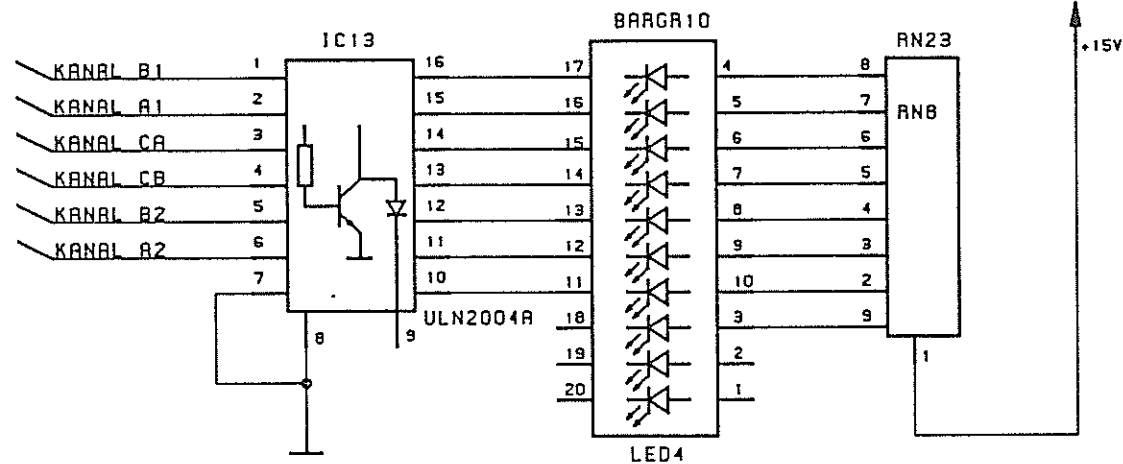 BARGR10
IC13
RN23
+15V
KANAL B1 1 16 17 4 8
KANAL A1 2 15 16 5 7
RN8
KANAL CA 3 14 15 6 6
KANAL CB 4 13 14 7 5
KANAL B2 5 12 13 8 4
KANAL A2 6 11 12 9 3
7 10 11 10 2
ULN2004A
8 9 18 3 9
19 2 1
20 1
LED4